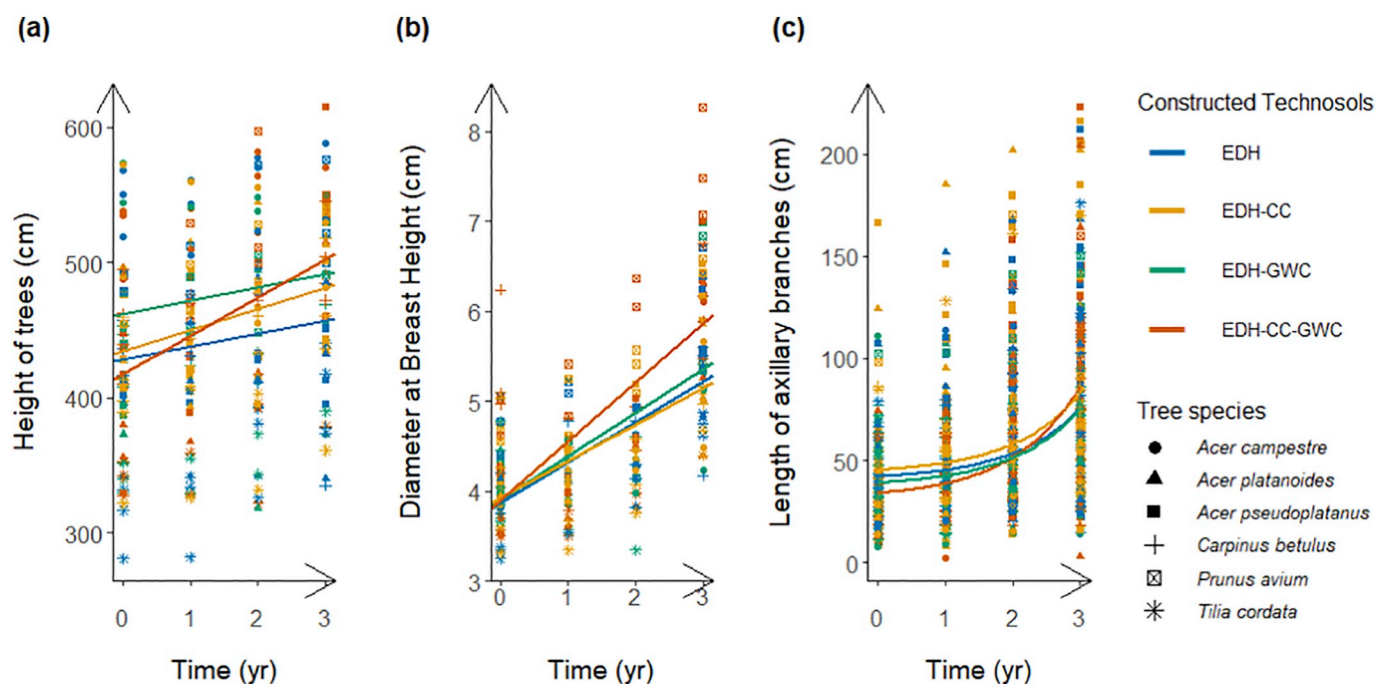 (a)
(b)
(c)
Height of trees (cm)
600
500
400
300
0 1 2 3
Time (yr)
Diameter at Breast Height (cm)
8
7
6
5
4
3
0 1 2 3
Time (yr)
Length of axillary branches (cm)
200
150
100
50
0
0 1 2 3
Time (yr)
Constructed Technosols
EDH
EDH-CC
EDH-GWC
EDH-CC-GWC
Tree species
Acer campestre
Acer platanoides
Acer pseudoplatanus
Carpinus betulus
Prunus avium
Tilia cordata